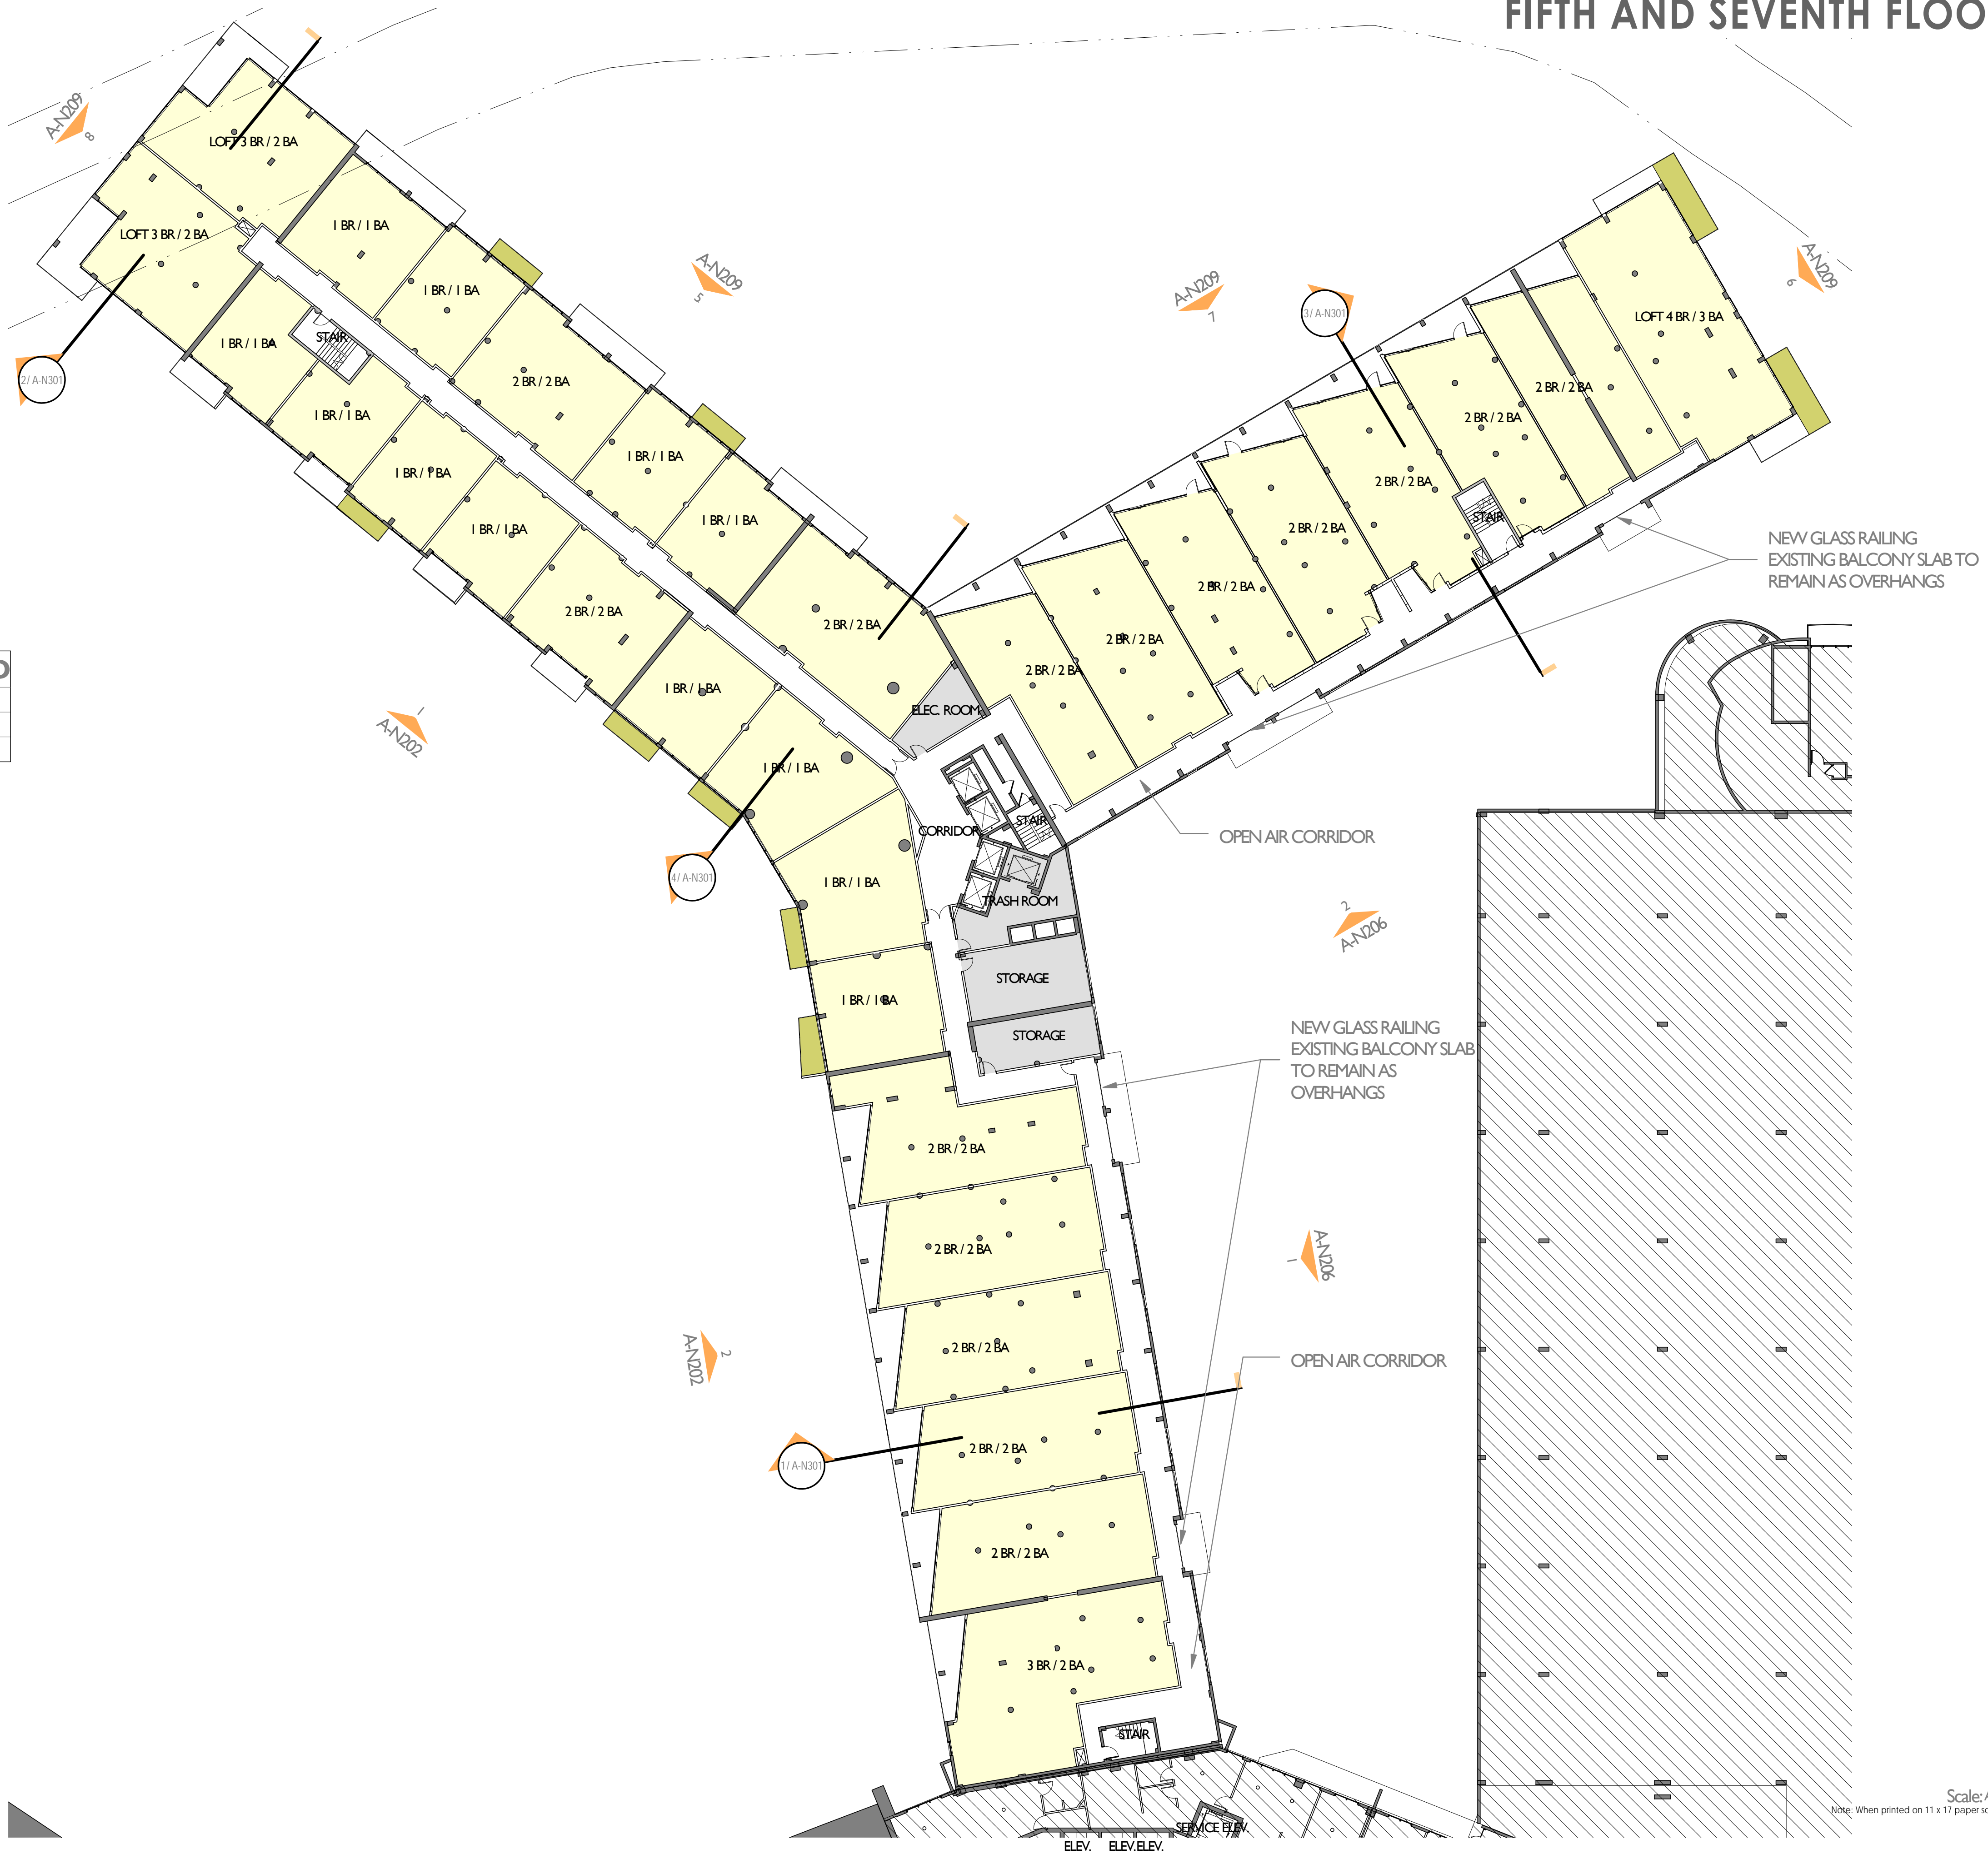 FIFTH AND SEVENTH FLOO
A-N209
8
LOFT 3 BR / 2 BA
LOFT 3 BR / 2 BA
1 BR / 1 BA
1 BR / 1 BA
A-N209
5
A-N209
7
3/ A-N301
A-N209
6
LOFT 4 BR / 3 BA
2/ A-N301
1 BR / 1 BA
STAIR
1 BR / 1 BA
2 BR / 2 BA
2 BR / 2 BA
2 BR / 2 BA
1 BR / 1 BA
1 BR / 1 BA
2 BR / 2 BA
STAIR
1 BR / 1 BA
1 BR / 1 BA
2 BR / 2 BA
NEW GLASS RAILING
EXISTING BALCONY SLAB TO
REMAIN AS OVERHANGS
2 BR / 2 BA
2 BR / 2 BA
2 BR / 2 BA
2 BR / 2 BA
2 BR / 2 BA
1 BR / 1 BA
ELEC. ROOM
1
A-N202
1 BR / 1 BA
CORRIDOR
STAIR
OPEN AIR CORRIDOR
4/ A-N301
1 BR / 1 BA
TRASH ROOM
2
A-N206
STORAGE
1 BR / 1 BA
STORAGE
NEW GLASS RAILING
EXISTING BALCONY SLAB
TO REMAIN AS
OVERHANGS
2 BR / 2 BA
2 BR / 2 BA
1
A-N206
2 BR / 2 BA
A-N202
2
OPEN AIR CORRIDOR
2 BR / 2 BA
1/ A-N301
2 BR / 2 BA
3 BR / 2 BA
STAIR
SERVICE ELEV.
ELEV.
ELEV.
ELEV.
Scale:
Note: When printed on 11 x 17 paper sc